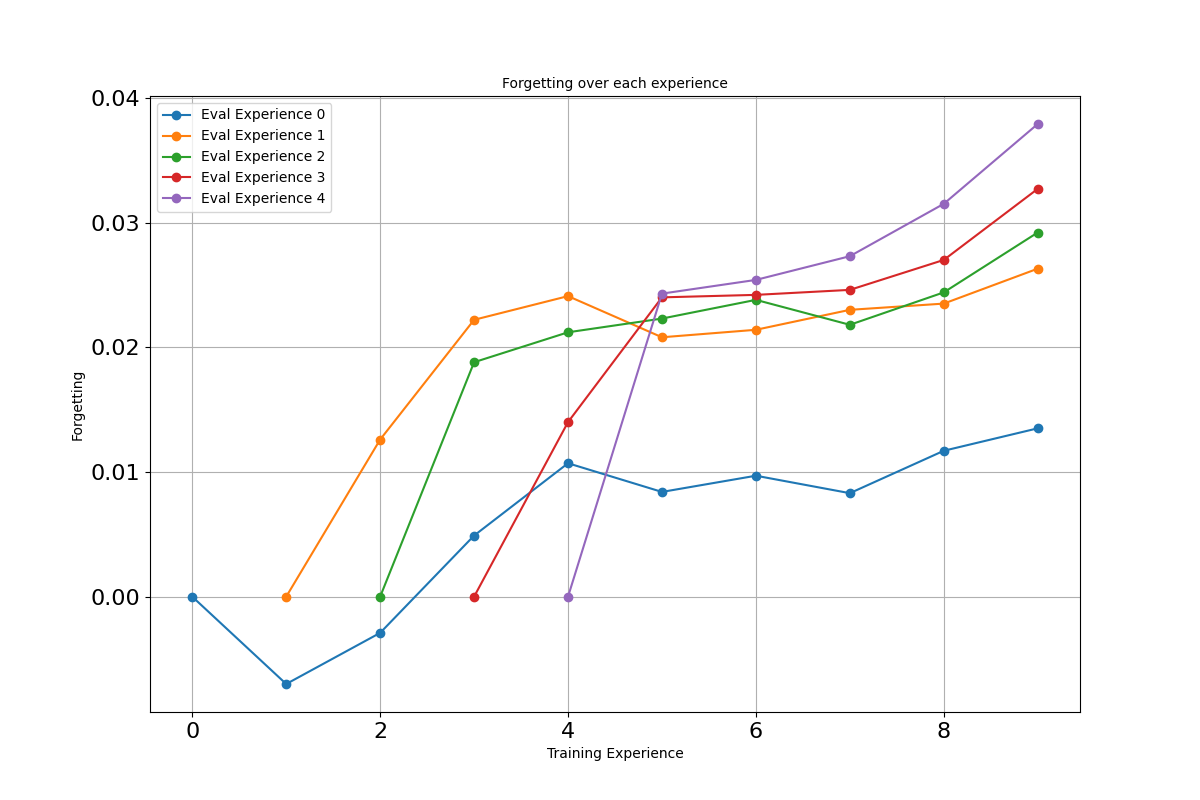 Forgetting over each experience
0.04
0.03
0.02
0.01
0.00
Forgetting
Eval Experience 0
Eval Experience 1
Eval Experience 2
Eval Experience 3
Eval Experience 4
0 2 4 6 8
Training Experience